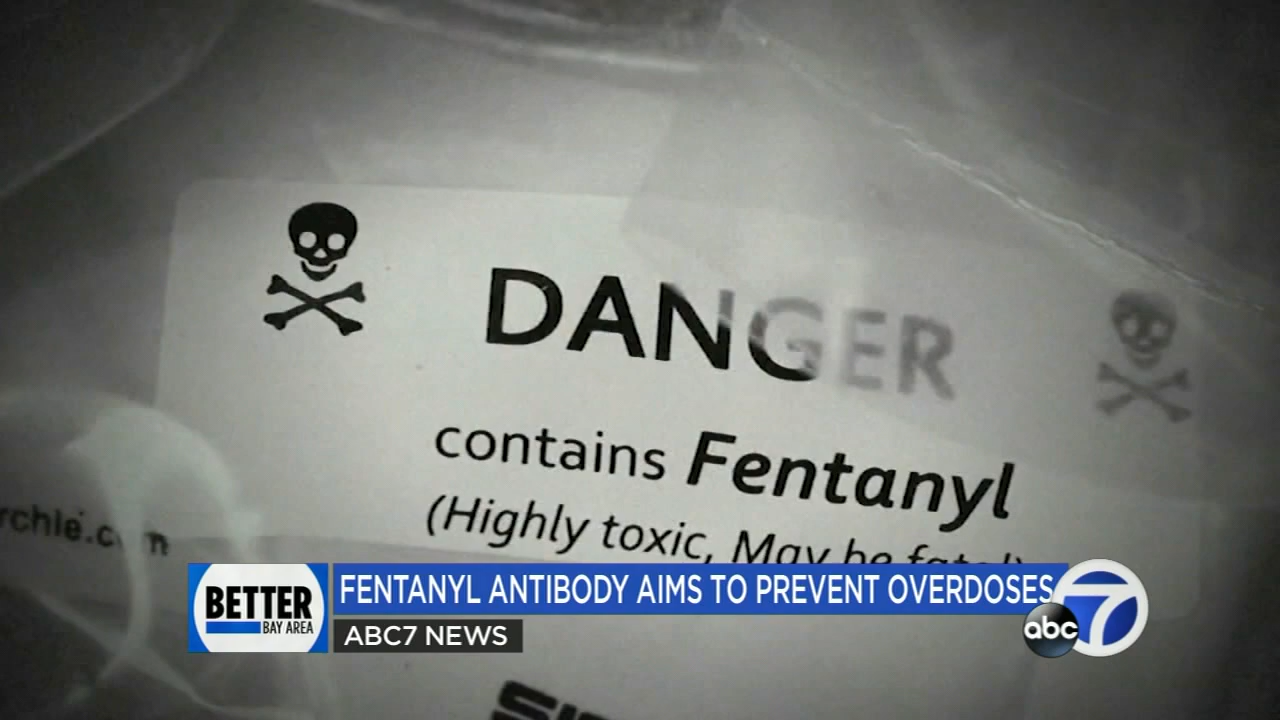 DANGER
contains Fentanyl
(Highly toxic, May be fatal)
BETTER
BAY AREA
FENTANYL ANTIBODY AIMS TO PREVENT OVERDOSES
ABC7 NEWS
abc
7